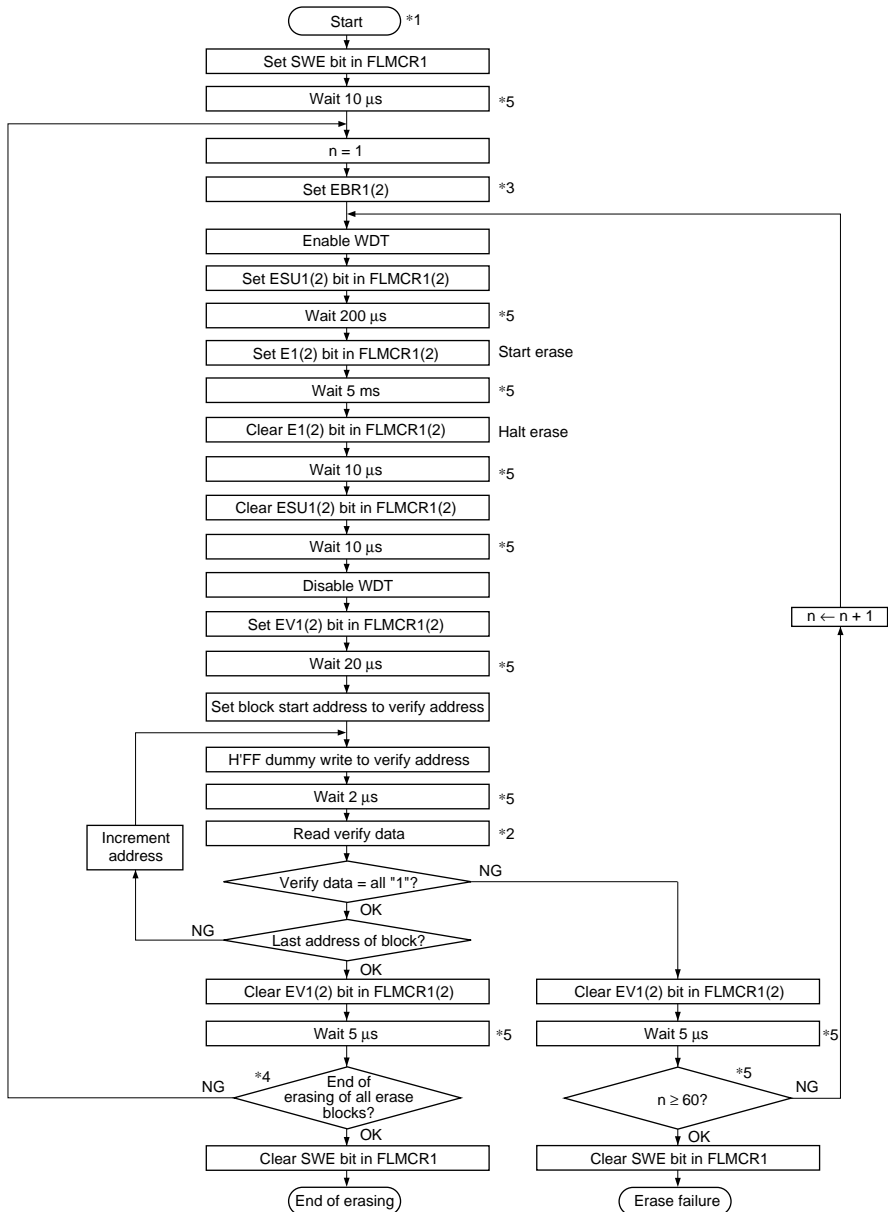 Start *1
Set SWE bit in FLMCR1
Wait 10 μs *5
n = 1
Set EBR1(2) *3
Enable WDT
Set ESU1(2) bit in FLMCR1(2)
Wait 200 μs *5
Set E1(2) bit in FLMCR1(2) Start erase
Wait 5 ms *5
Clear E1(2) bit in FLMCR1(2) Halt erase
Wait 10 μs *5
Clear ESU1(2) bit in FLMCR1(2)
Wait 10 μs *5
Disable WDT
Set EV1(2) bit in FLMCR1(2)
n ← n + 1
Wait 20 μs *5
Set block start address to verify address
H'FF dummy write to verify address
Wait 2 μs *5
Read verify data *2
Increment
address
Verify data = all "1"? NG
OK
NG Last address of block?
OK
Clear EV1(2) bit in FLMCR1(2)
Wait 5 μs *5
NG *4
End of
erasing of all erase
blocks?
OK
Clear SWE bit in FLMCR1
End of erasing
Clear EV1(2) bit in FLMCR1(2)
Wait 5 μs *5
*5
n ≥ 60? NG
OK
Clear SWE bit in FLMCR1
Erase failure